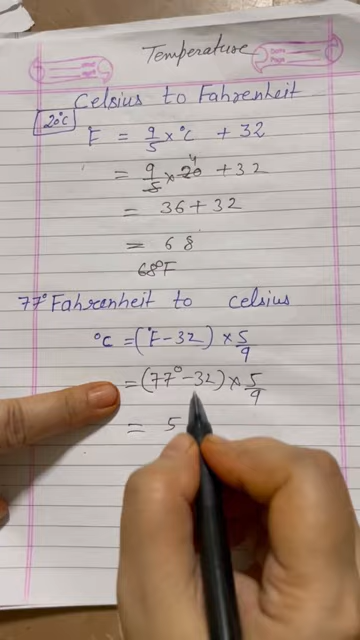 Temperature
Celsius to Fahrenheit
20°C
°F = 9/5 × °C + 32
= 9/5 × 20 4 + 32
= 36 + 32
= 68
68°F
77° Fahrenheit to celsius
°C = (°F - 32) × 5/9
= (77° - 32) × 5/9
= 5